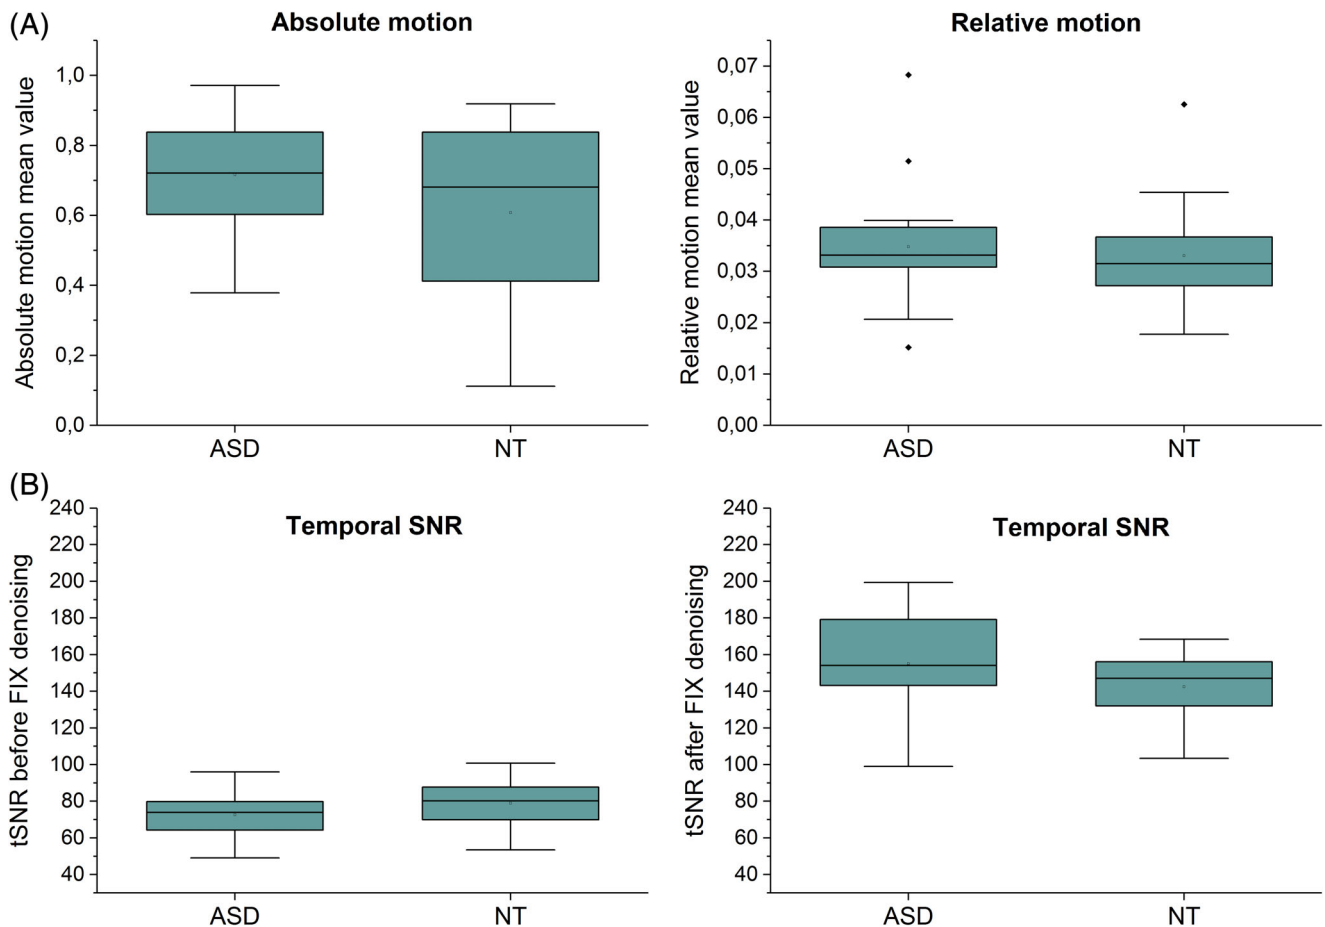 (A)
Absolute motion
Absolute motion mean value
1,0
0,8
0,6
0,4
0,2
0,0
ASD
NT
Relative motion
Relative motion mean value
0,07
0,06
0,05
0,04
0,03
0,02
0,01
0,00
ASD
NT
(B)
Temporal SNR
tSNR before FIX denoising
240
220
200
180
160
140
120
100
80
60
40
ASD
NT
Temporal SNR
tSNR after FIX denoising
240
220
200
180
160
140
120
100
80
60
40
ASD
NT